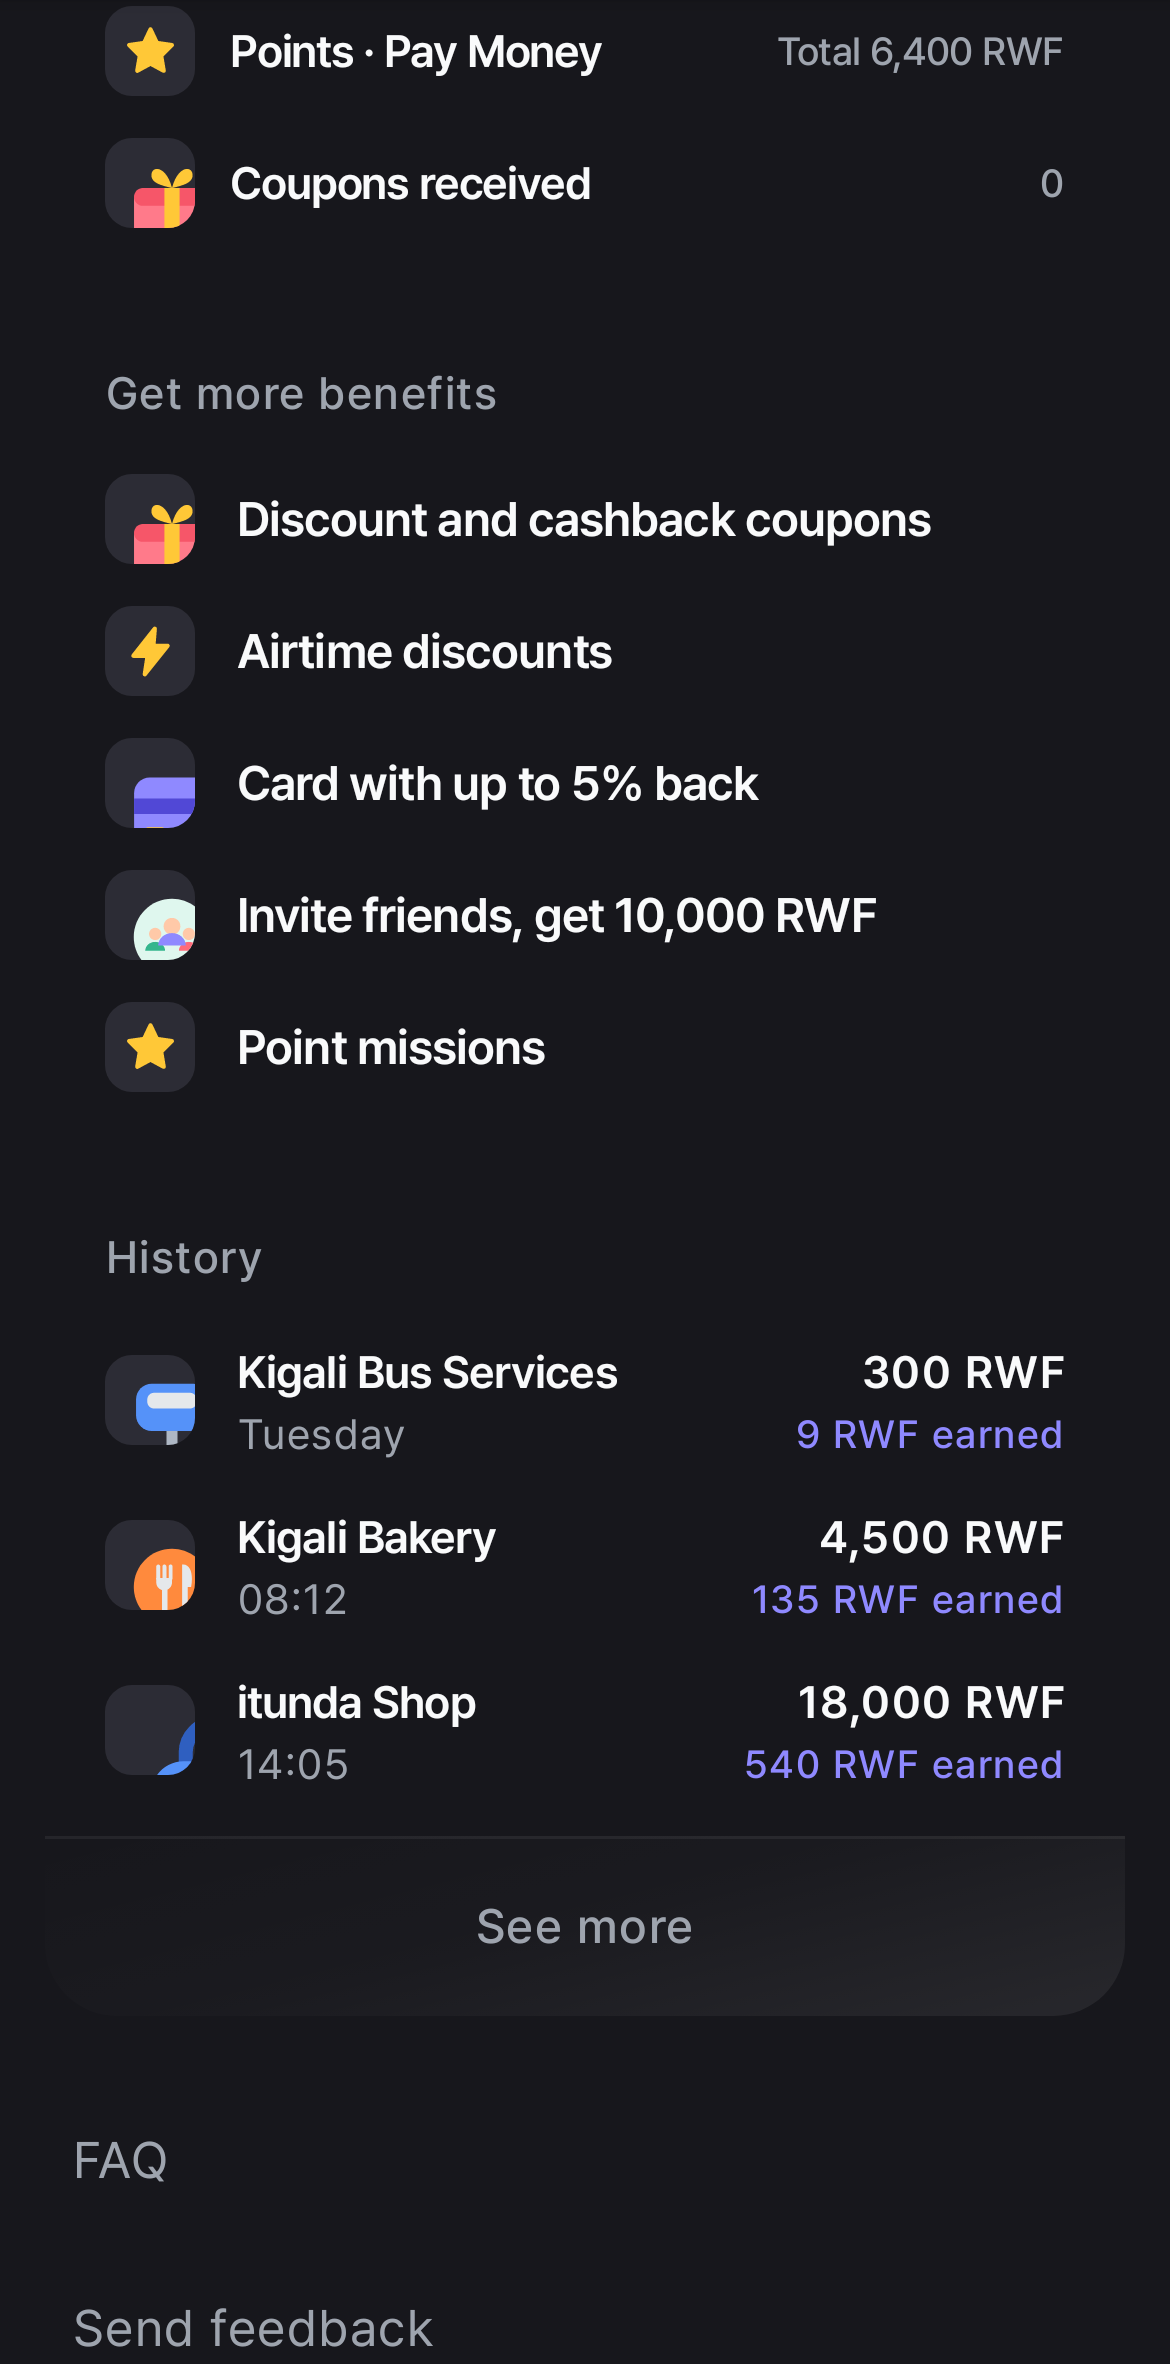 Points · Pay Money
Total 6,400 RWF
Coupons received
0
Get more benefits
Discount and cashback coupons
Airtime discounts
Card with up to 5% back
Invite friends, get 10,000 RWF
Point missions
History
Kigali Bus Services
300 RWF
Tuesday
9 RWF earned
Kigali Bakery
4,500 RWF
08:12
135 RWF earned
itunda Shop
18,000 RWF
14:05
540 RWF earned
See more
FAQ
Send feedback